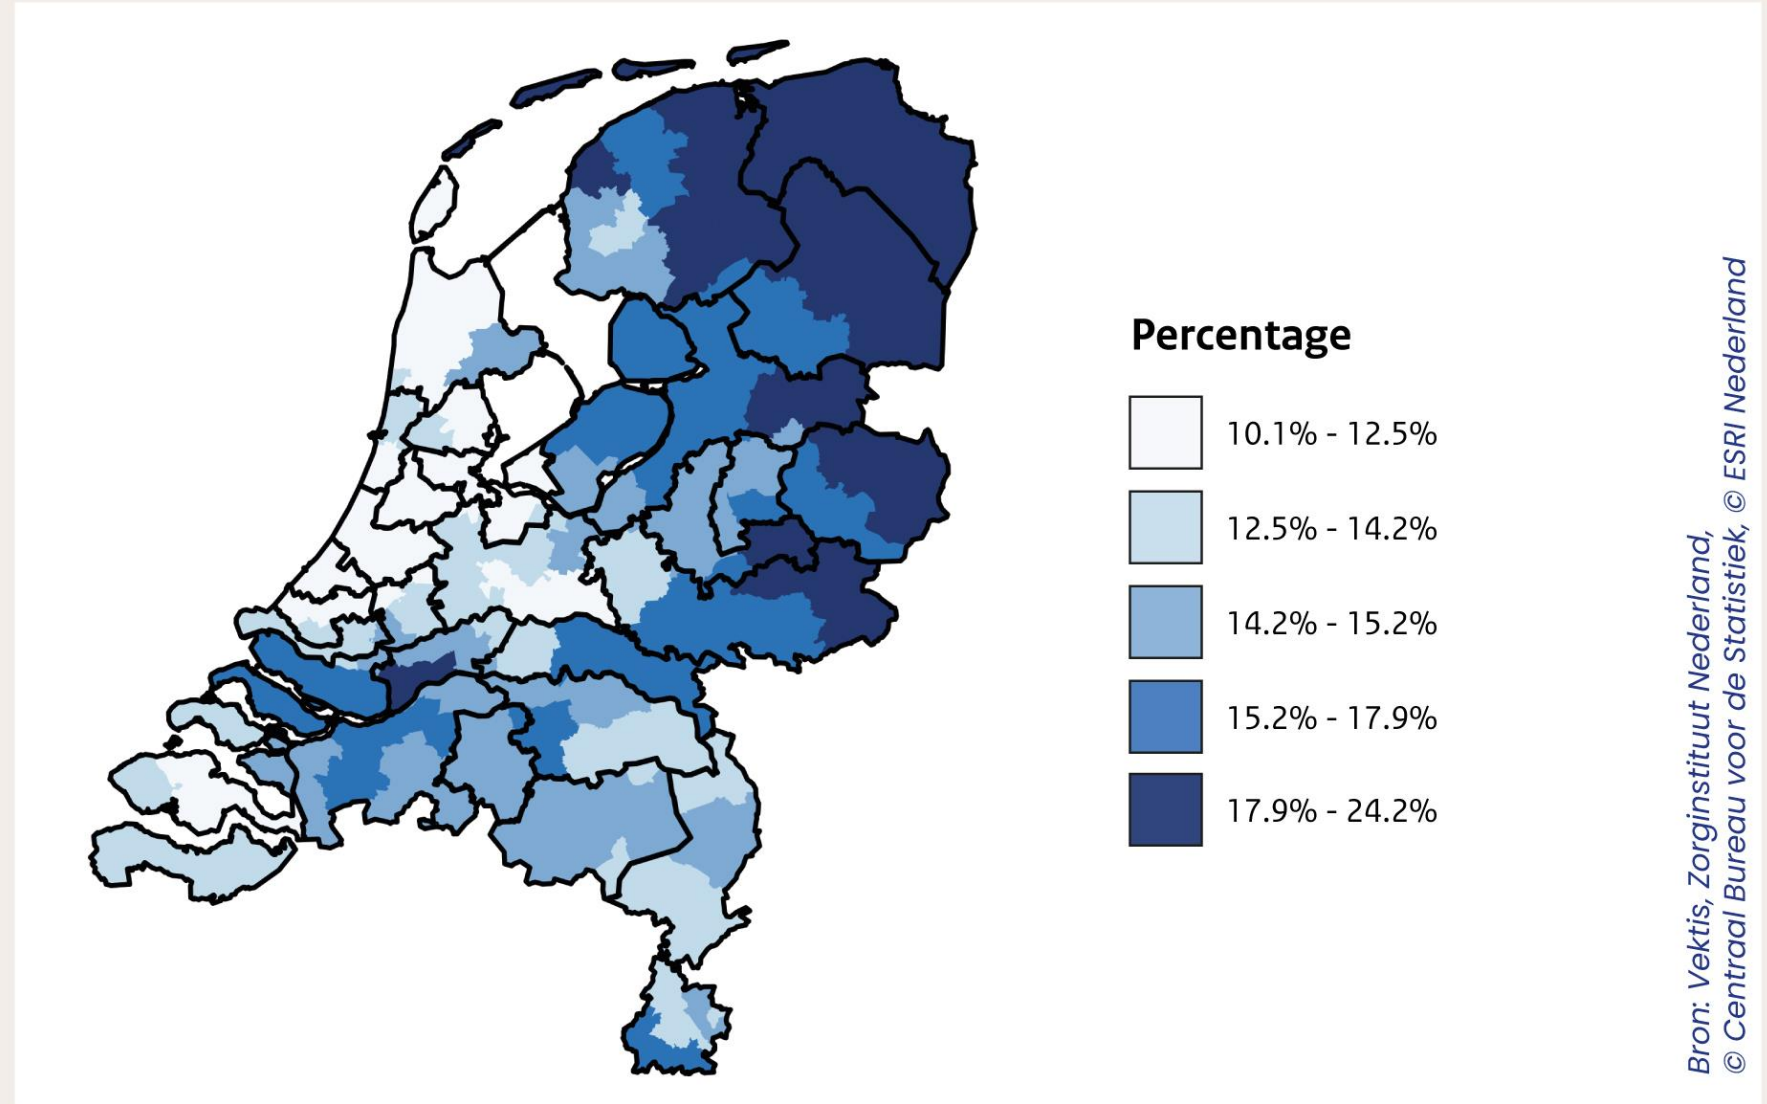 Percentage
10.1% - 12.5%
12.5% - 14.2%
14.2% - 15.2%
15.2% - 17.9%
17.9% - 24.2%
Bron: Vektis, Zorginstituut Nederland,
© Centraal Bureau voor de Statistiek, © ESRI Nederland